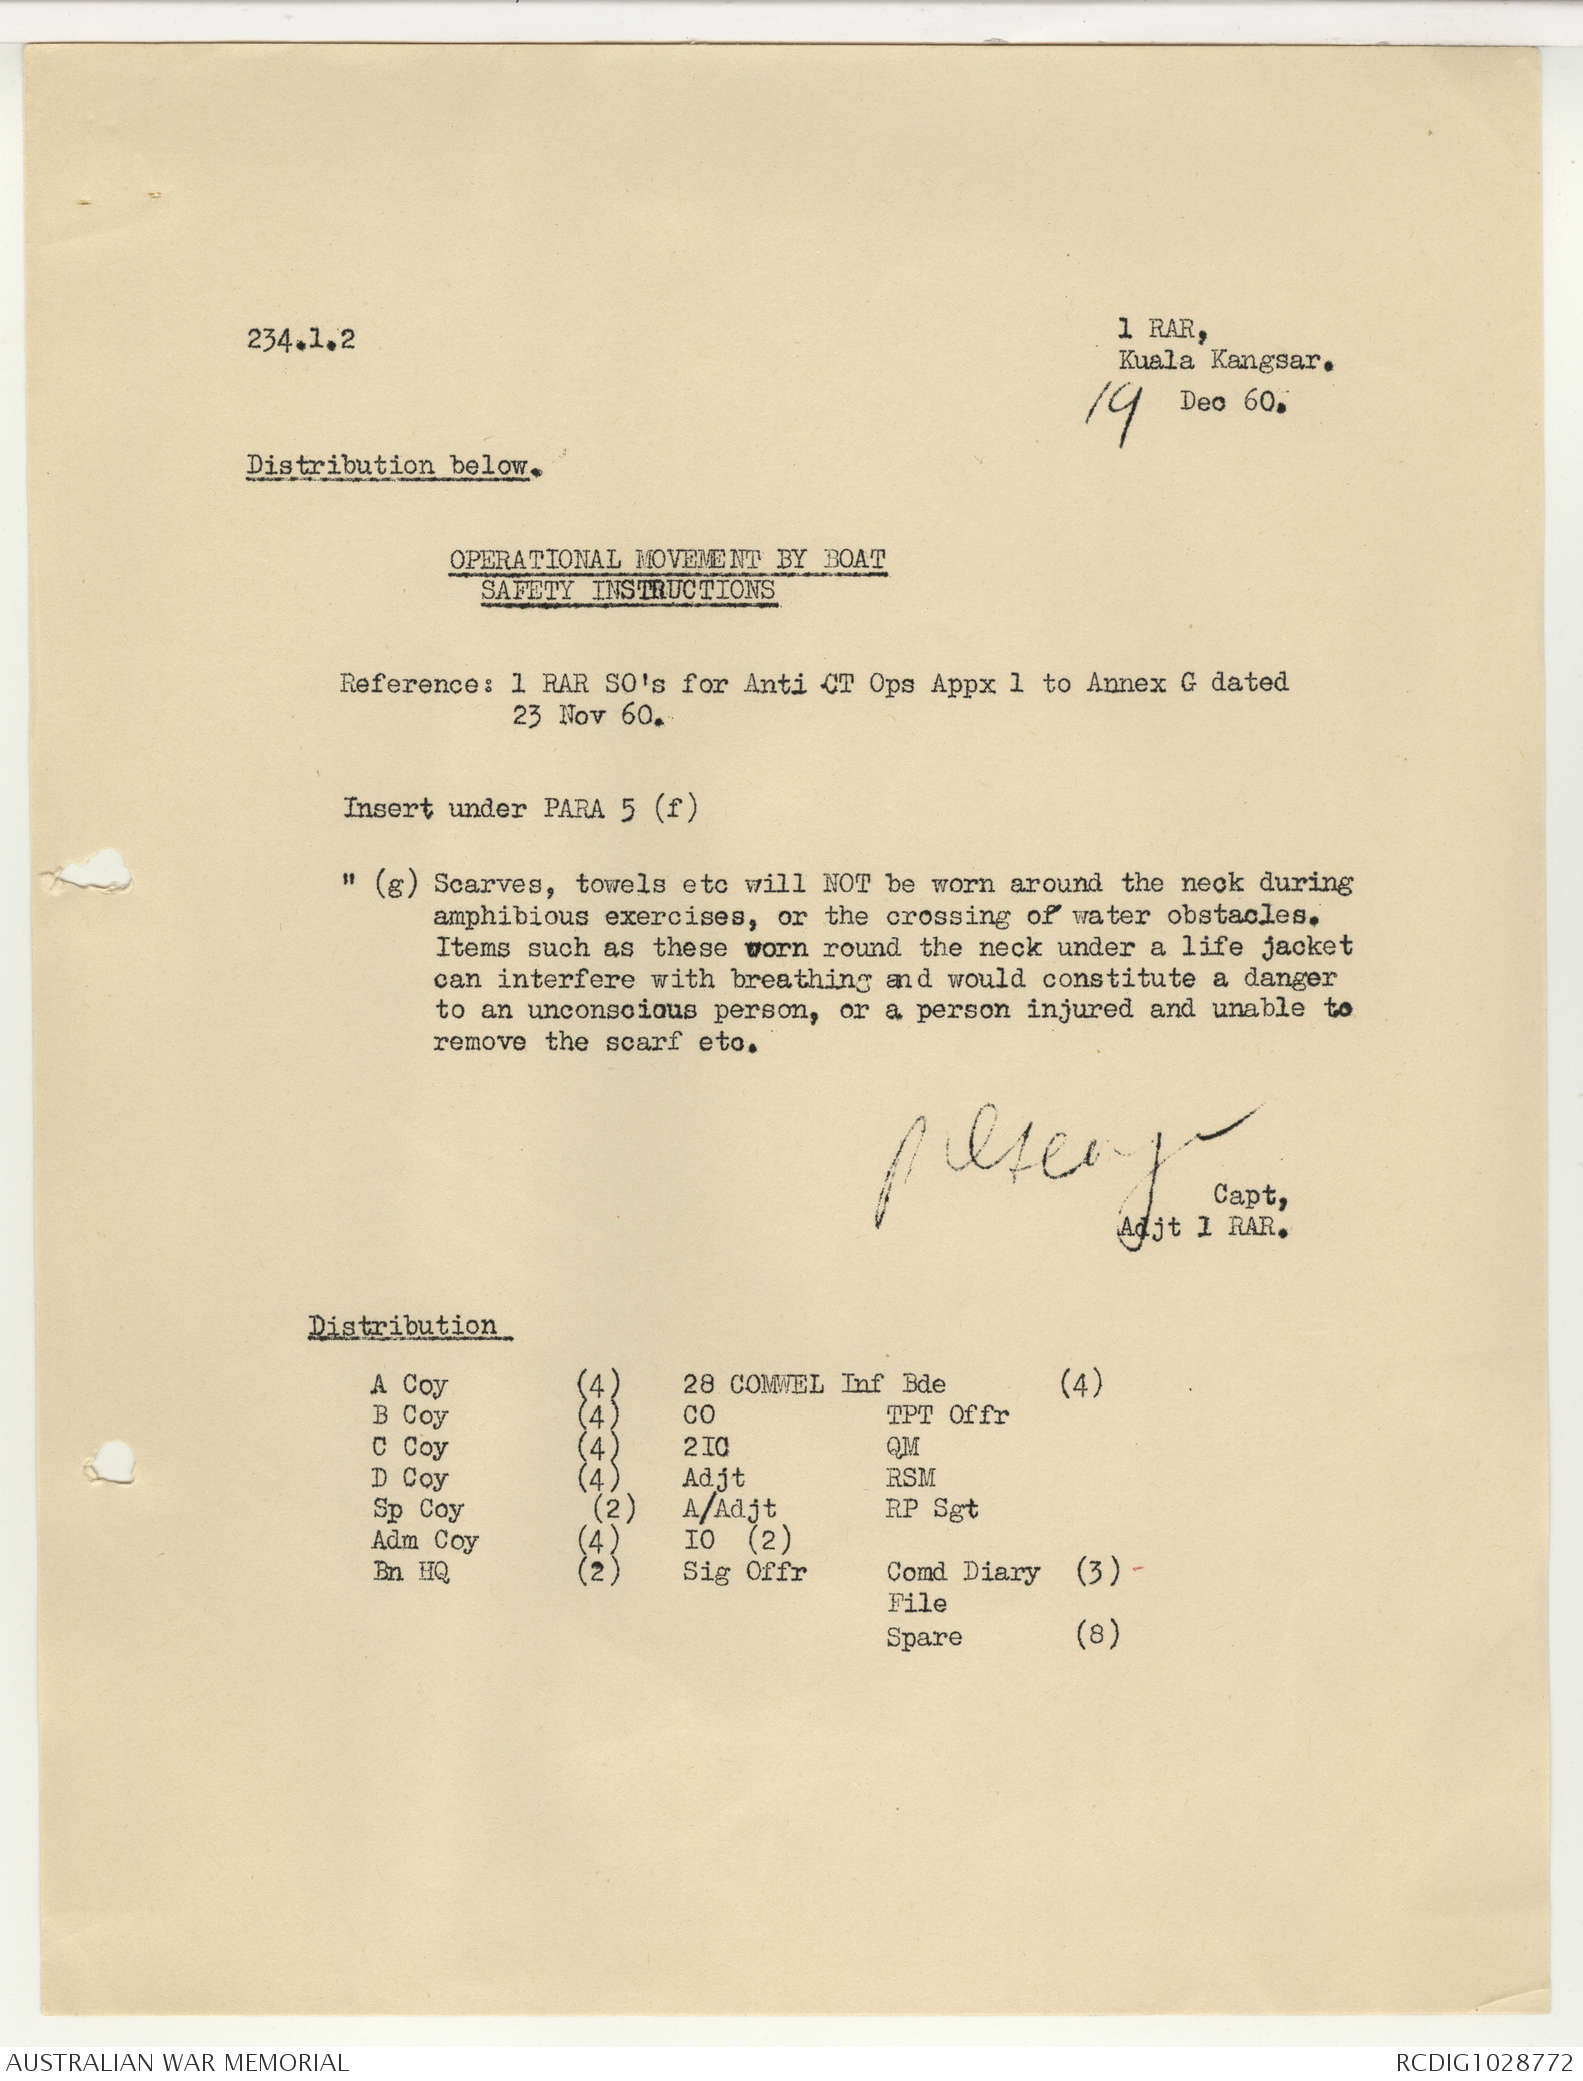 234.1.2
1 RAR,
Kuala Kangsar.
19 Dec 60.
Distribution below.
OPERATIONAL MOVEMENT BY BOAT
SAFETY INSTRUCTIONS
Reference: 1 RAR SO's for Anti CT Ops Appx 1 to Annex G dated
23 Nov 60.
Insert under PARA 5 (f)
" (g) Scarves, towels etc will NOT be worn around the neck during
amphibious exercises, or the crossing of water obstacles.
Items such as these worn round the neck under a life jacket
can interfere with breathing and would constitute a danger
to an unconscious person, or a person injured and unable to
remove the scarf etc.
Capt,
Adjt 1 RAR.
Distribution
A Coy (4) 28 COMWEL Inf Bde (4)
B Coy (4) CO TPT Offr
C Coy (4) 2IC QM
D Coy (4) Adjt RSM
Sp Coy (2) A/Adjt RP Sgt
Adm Coy (4) IO (2)
Bn HQ (2) Sig Offr Comd Diary (3) -
File
Spare (8)
AUSTRALIAN WAR MEMORIAL
RCDIG1028772